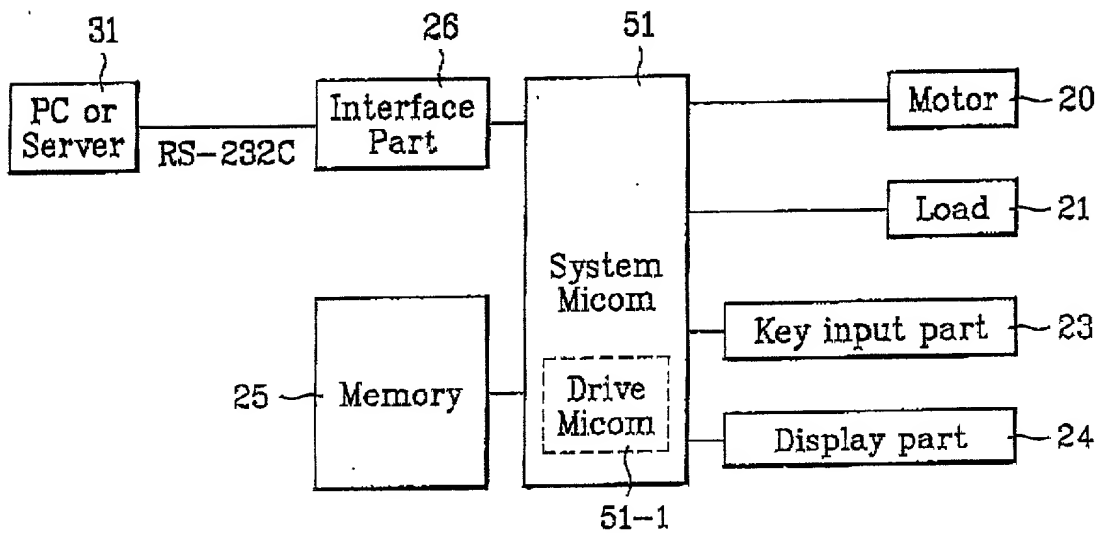 31
PC or
Server
RS-232C
26
Interface
Part
51
System
Micom
Drive
Micom
51-1
25
Memory
Motor
20
Load
21
Key input part
23
Display part
24